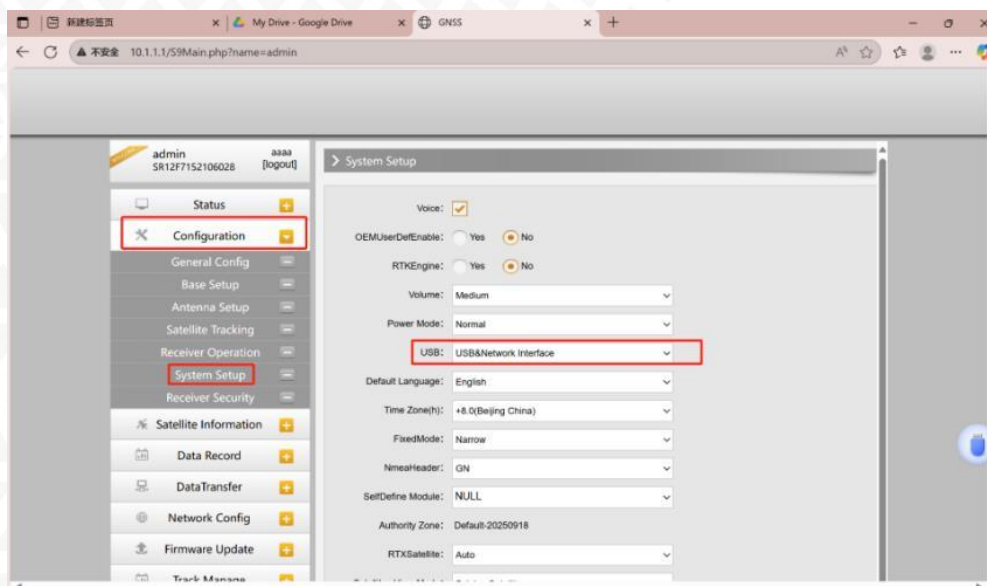 新建标签页
My Drive - Google Drive
GNSS
不安全 10.1.1.1/S9Main.php?name=admin
admin aaaa
SR12F7152106028 [logout]
System Setup
Status
Configuration
General Config
Base Setup
Antenna Setup
Satellite Tracking
Receiver Operation
System Setup
Receiver Security
Satellite Information
Data Record
DataTransfer
Network Config
Firmware Update
Track Manage
Voice:
OEMUserDefEnable: Yes No
RTKEngine: Yes No
Volume: Medium
Power Mode: Normal
USB: USB&Network Interface
Default Language: English
Time Zone(h): +8.0(Beijing China)
FixedMode: Narrow
NmeaHeader: GN
SelfDefine Module: NULL
Authority Zone: Default-20250918
RTXSatellite: Auto